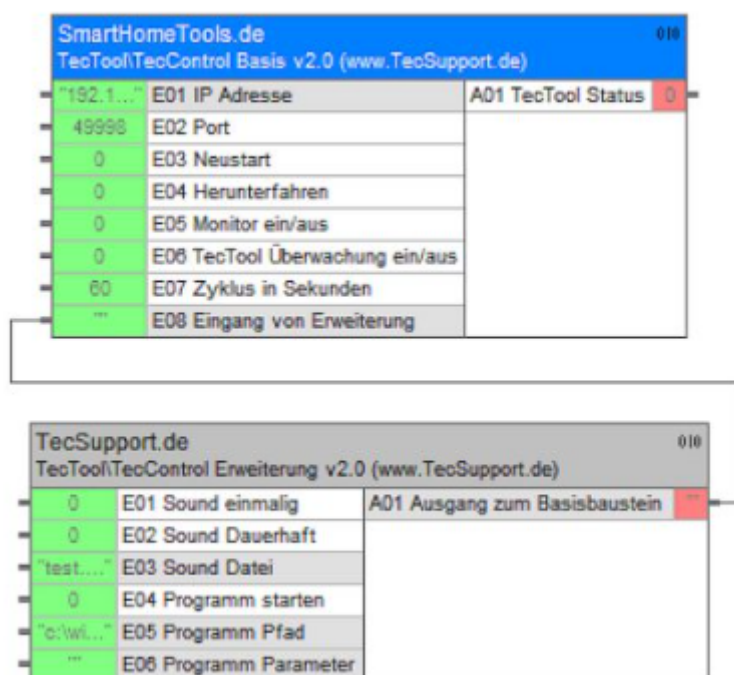 SmartHomeTools.de
TecTool\TecControl Basis v2.0 (www.TecSupport.de)
"192.1..." E01 IP Adresse A01 TecTool Status 0
49998 E02 Port
0 E03 Neustart
0 E04 Herunterfahren
0 E05 Monitor ein/aus
0 E06 TecTool Überwachung ein/aus
60 E07 Zyklus in Sekunden
"" E08 Eingang von Erweiterung
TecSupport.de
TecTool\TecControl Erweiterung v2.0 (www.TecSupport.de)
0 E01 Sound einmalig A01 Ausgang zum Basisbaustein ""
0 E02 Sound Dauerhaft
"test...." E03 Sound Datei
0 E04 Programm starten
"c:\wi..." E05 Programm Pfad
"" E06 Programm Parameter